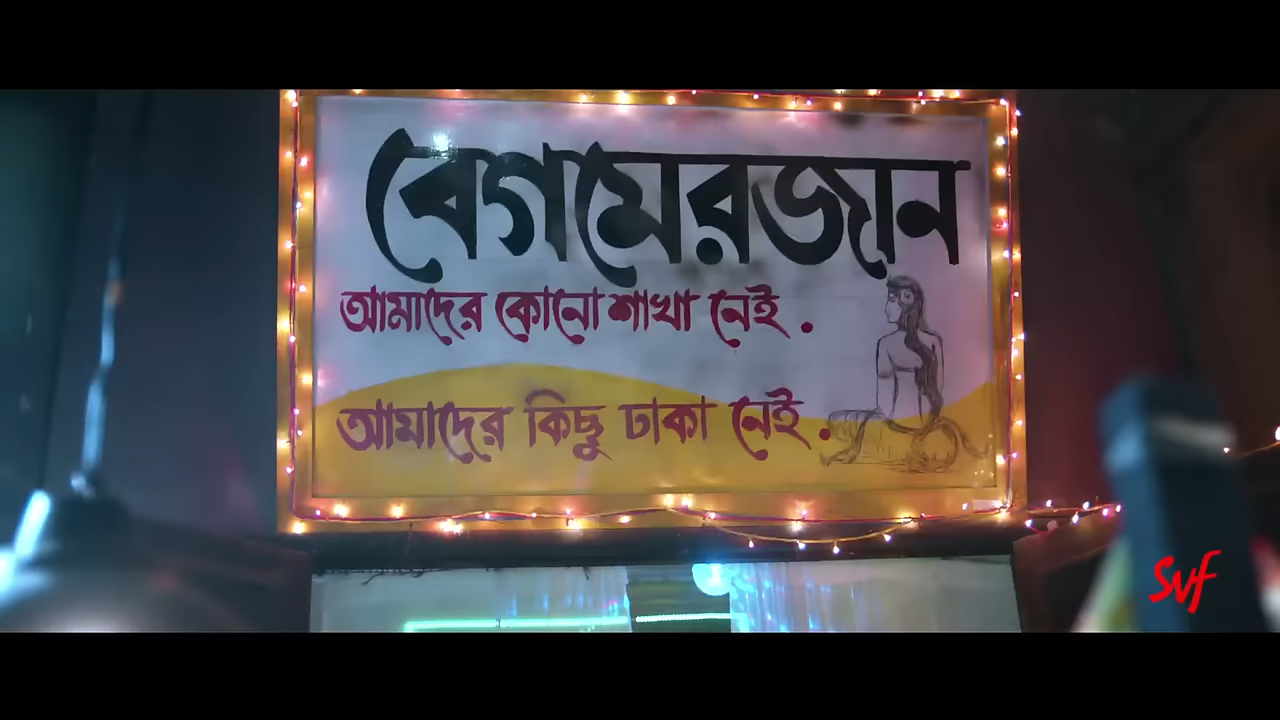 বেগমেরজান
আমাদের কোনো শাখা নেই.
আমাদের কিছু ঢাকা নেই.
SVF